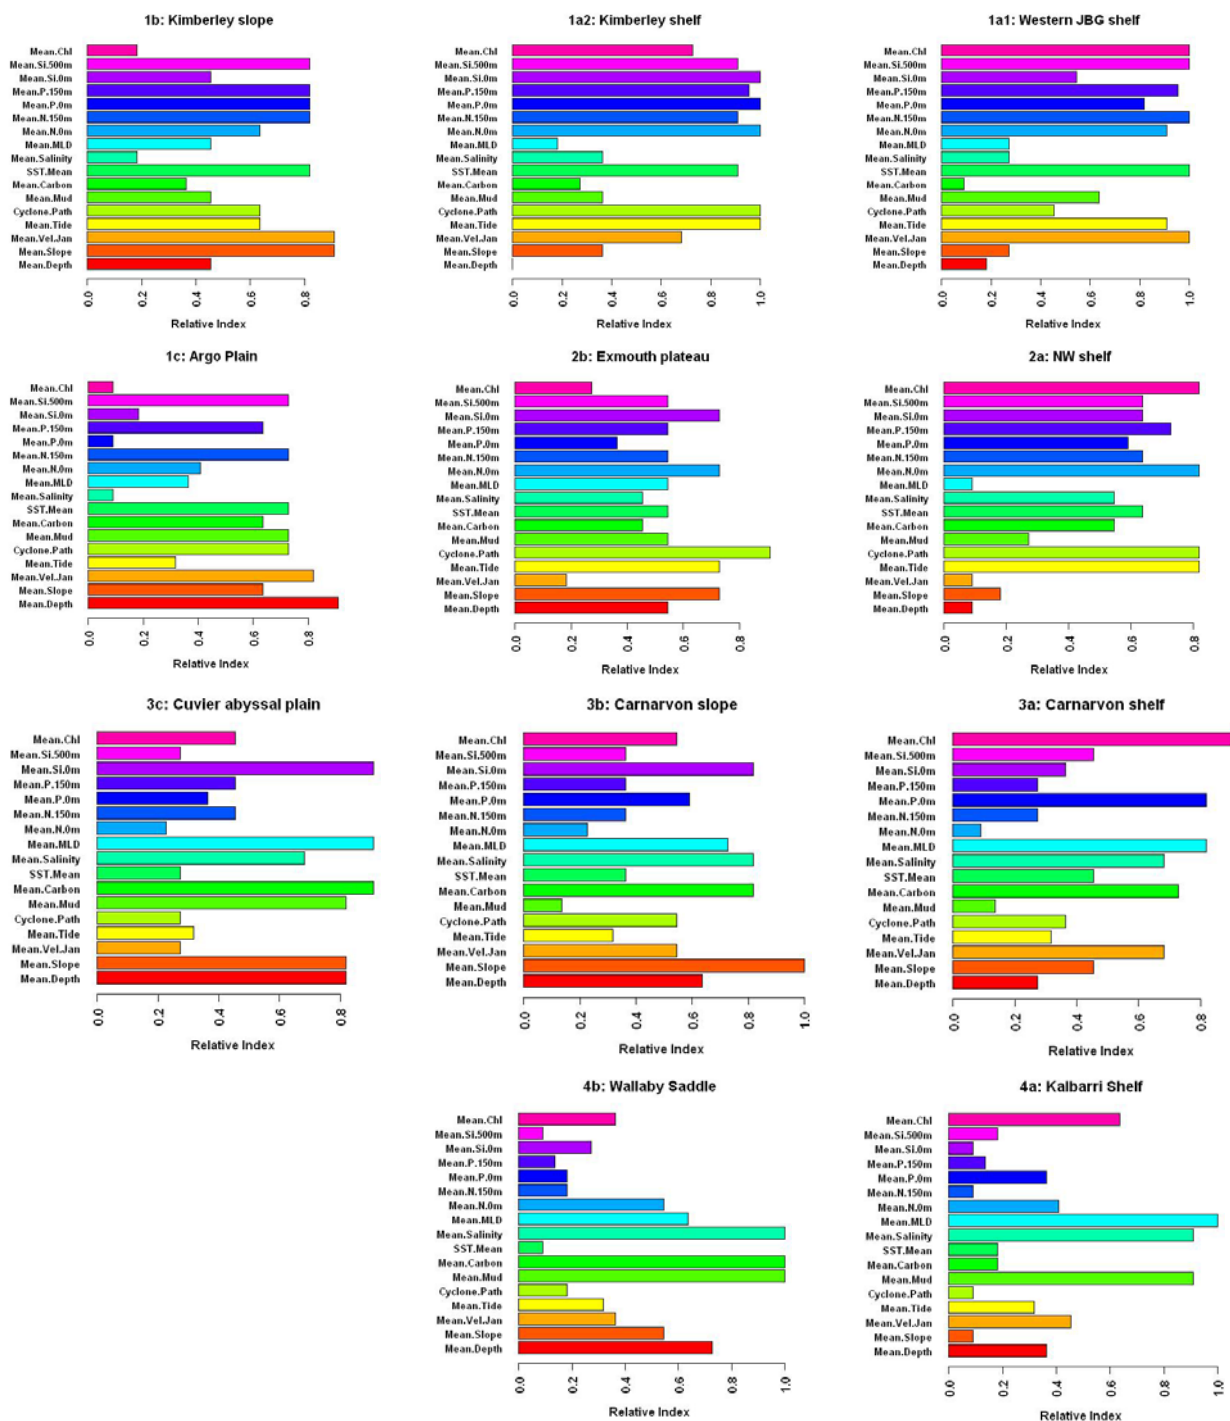 1b: Kimberley slope
Mean.Chl
Mean.Si.500m
Mean.Si.0m
Mean.P.150m
Mean.P.0m
Mean.N.150m
Mean.N.0m
Mean.MLD
Mean.Salinity
SST.Mean
Mean.Carbon
Mean.Mud
Cyclone.Path
Mean.Tide
Mean.Vel.Jan
Mean.Slope
Mean.Depth
0.0 0.2 0.4 0.6 0.8
Relative Index
1a2: Kimberley shelf
Mean.Chl
Mean.Si.500m
Mean.Si.0m
Mean.P.150m
Mean.P.0m
Mean.N.150m
Mean.N.0m
Mean.MLD
Mean.Salinity
SST.Mean
Mean.Carbon
Mean.Mud
Cyclone.Path
Mean.Tide
Mean.Vel.Jan
Mean.Slope
Mean.Depth
0.0 0.2 0.4 0.6 0.8 1.0
Relative Index
1a1: Western JBG shelf
Mean.Chl
Mean.Si.500m
Mean.Si.0m
Mean.P.150m
Mean.P.0m
Mean.N.150m
Mean.N.0m
Mean.MLD
Mean.Salinity
SST.Mean
Mean.Carbon
Mean.Mud
Cyclone.Path
Mean.Tide
Mean.Vel.Jan
Mean.Slope
Mean.Depth
0.0 0.2 0.4 0.6 0.8 1.0
Relative Index
1c: Argo Plain
Mean.Chl
Mean.Si.500m
Mean.Si.0m
Mean.P.150m
Mean.P.0m
Mean.N.150m
Mean.N.0m
Mean.MLD
Mean.Salinity
SST.Mean
Mean.Carbon
Mean.Mud
Cyclone.Path
Mean.Tide
Mean.Vel.Jan
Mean.Slope
Mean.Depth
0.0 0.2 0.4 0.6 0.8
Relative Index
2b: Exmouth plateau
Mean.Chl
Mean.Si.500m
Mean.Si.0m
Mean.P.150m
Mean.P.0m
Mean.N.150m
Mean.N.0m
Mean.MLD
Mean.Salinity
SST.Mean
Mean.Carbon
Mean.Mud
Cyclone.Path
Mean.Tide
Mean.Vel.Jan
Mean.Slope
Mean.Depth
0.0 0.2 0.4 0.6 0.8
Relative Index
2a: NW shelf
Mean.Chl
Mean.Si.500m
Mean.Si.0m
Mean.P.150m
Mean.P.0m
Mean.N.150m
Mean.N.0m
Mean.MLD
Mean.Salinity
SST.Mean
Mean.Carbon
Mean.Mud
Cyclone.Path
Mean.Tide
Mean.Vel.Jan
Mean.Slope
Mean.Depth
0.0 0.2 0.4 0.6 0.8
Relative Index
3c: Cuvier abyssal plain
Mean.Chl
Mean.Si.500m
Mean.Si.0m
Mean.P.150m
Mean.P.0m
Mean.N.150m
Mean.N.0m
Mean.MLD
Mean.Salinity
SST.Mean
Mean.Carbon
Mean.Mud
Cyclone.Path
Mean.Tide
Mean.Vel.Jan
Mean.Slope
Mean.Depth
0.0 0.2 0.4 0.6 0.8
Relative Index
3b: Carnarvon slope
Mean.Chl
Mean.Si.500m
Mean.Si.0m
Mean.P.150m
Mean.P.0m
Mean.N.150m
Mean.N.0m
Mean.MLD
Mean.Salinity
SST.Mean
Mean.Carbon
Mean.Mud
Cyclone.Path
Mean.Tide
Mean.Vel.Jan
Mean.Slope
Mean.Depth
0.0 0.2 0.4 0.6 0.8 1.0
Relative Index
3a: Carnarvon shelf
Mean.Chl
Mean.Si.500m
Mean.Si.0m
Mean.P.150m
Mean.P.0m
Mean.N.150m
Mean.N.0m
Mean.MLD
Mean.Salinity
SST.Mean
Mean.Carbon
Mean.Mud
Cyclone.Path
Mean.Tide
Mean.Vel.Jan
Mean.Slope
Mean.Depth
0.0 0.2 0.4 0.6 0.8
Relative Index
4b: Wallaby Saddle
Mean.Chl
Mean.Si.500m
Mean.Si.0m
Mean.P.150m
Mean.P.0m
Mean.N.150m
Mean.N.0m
Mean.MLD
Mean.Salinity
SST.Mean
Mean.Carbon
Mean.Mud
Cyclone.Path
Mean.Tide
Mean.Vel.Jan
Mean.Slope
Mean.Depth
0.0 0.2 0.4 0.6 0.8 1.0
Relative Index
4a: Kalbarri Shelf
Mean.Chl
Mean.Si.500m
Mean.Si.0m
Mean.P.150m
Mean.P.0m
Mean.N.150m
Mean.N.0m
Mean.MLD
Mean.Salinity
SST.Mean
Mean.Carbon
Mean.Mud
Cyclone.Path
Mean.Tide
Mean.Vel.Jan
Mean.Slope
Mean.Depth
0.0 0.2 0.4 0.6 0.8 1.0
Relative Index